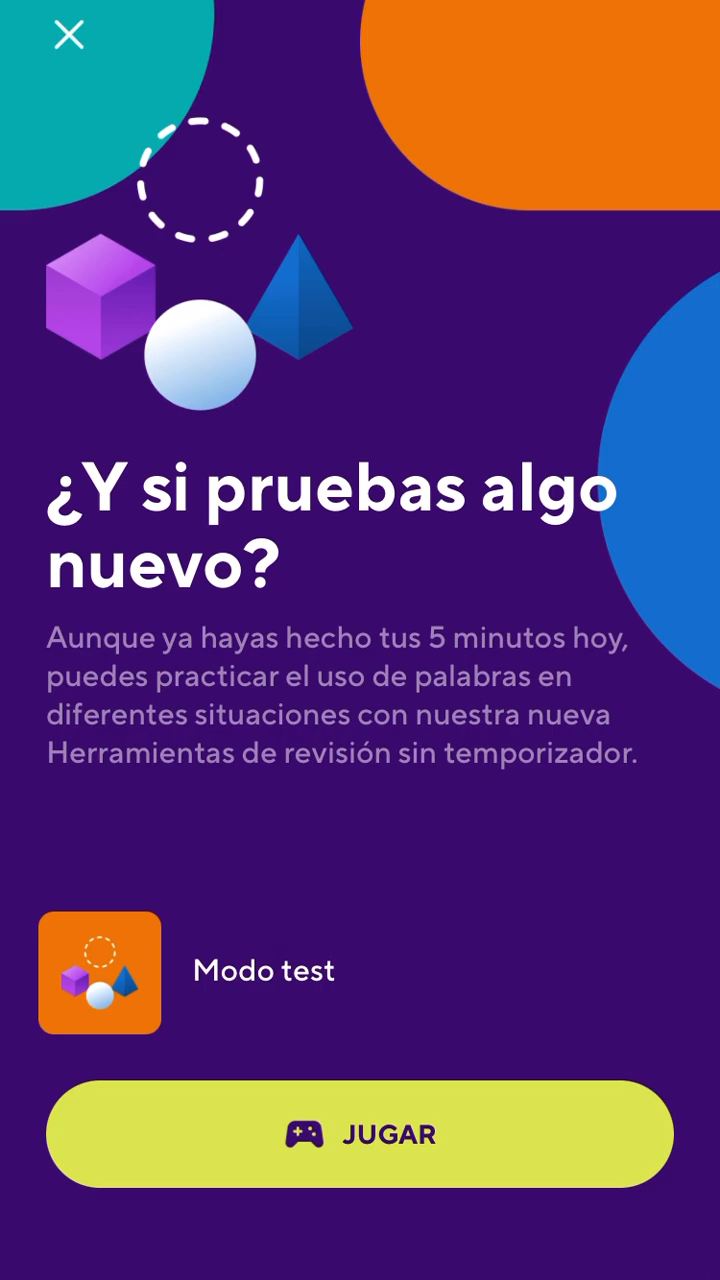 ¿Y si pruebas algo
nuevo?
Aunque ya hayas hecho tus 5 minutos hoy,
puedes practicar el uso de palabras en
diferentes situaciones con nuestra nueva
Herramientas de revisión sin temporizador.
Modo test
JUGAR